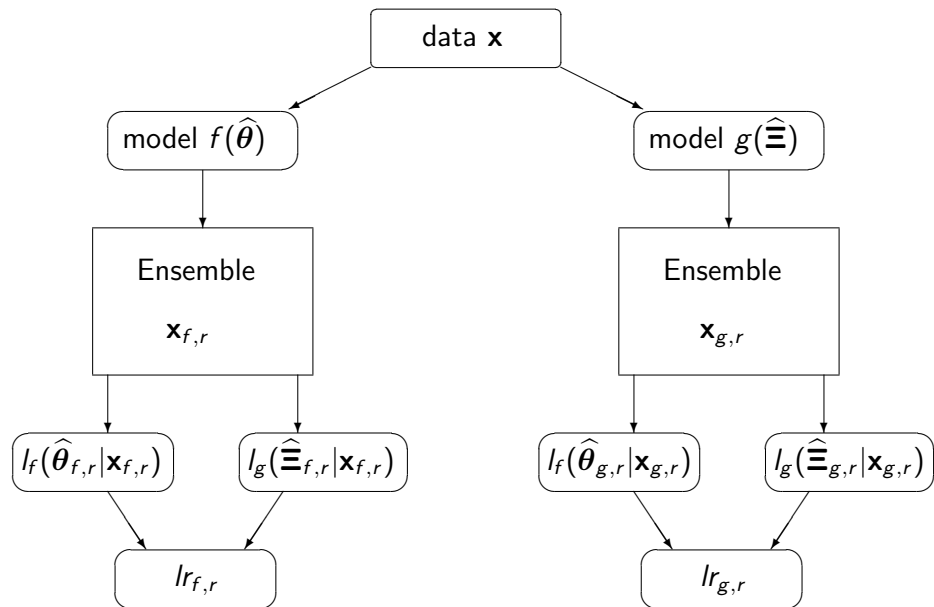 data x
model f(θ̂) model g(Ξ̂)
Ensemble Ensemble
x_{f,r} x_{g,r}
l_f(θ̂_{f,r}|x_{f,r}) l_g(Ξ̂_{f,r}|x_{f,r}) l_f(θ̂_{g,r}|x_{g,r}) l_g(Ξ̂_{g,r}|x_{g,r})
lr_{f,r} lr_{g,r}